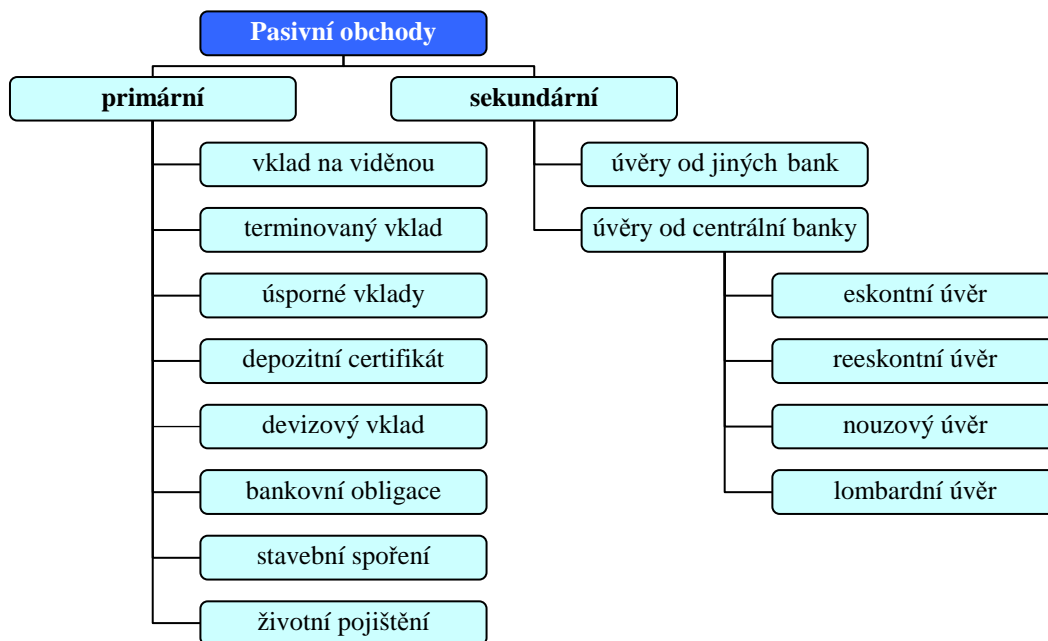 Pasivní obchody
primární
sekundární
vklad na viděnou
terminovaný vklad
úsporné vklady
depozitní certifikát
devizový vklad
bankovní obligace
stavební spoření
životní pojištění
úvěry od jiných bank
úvěry od centrální banky
eskontní úvěr
reeskontní úvěr
nouzový úvěr
lombardní úvěr